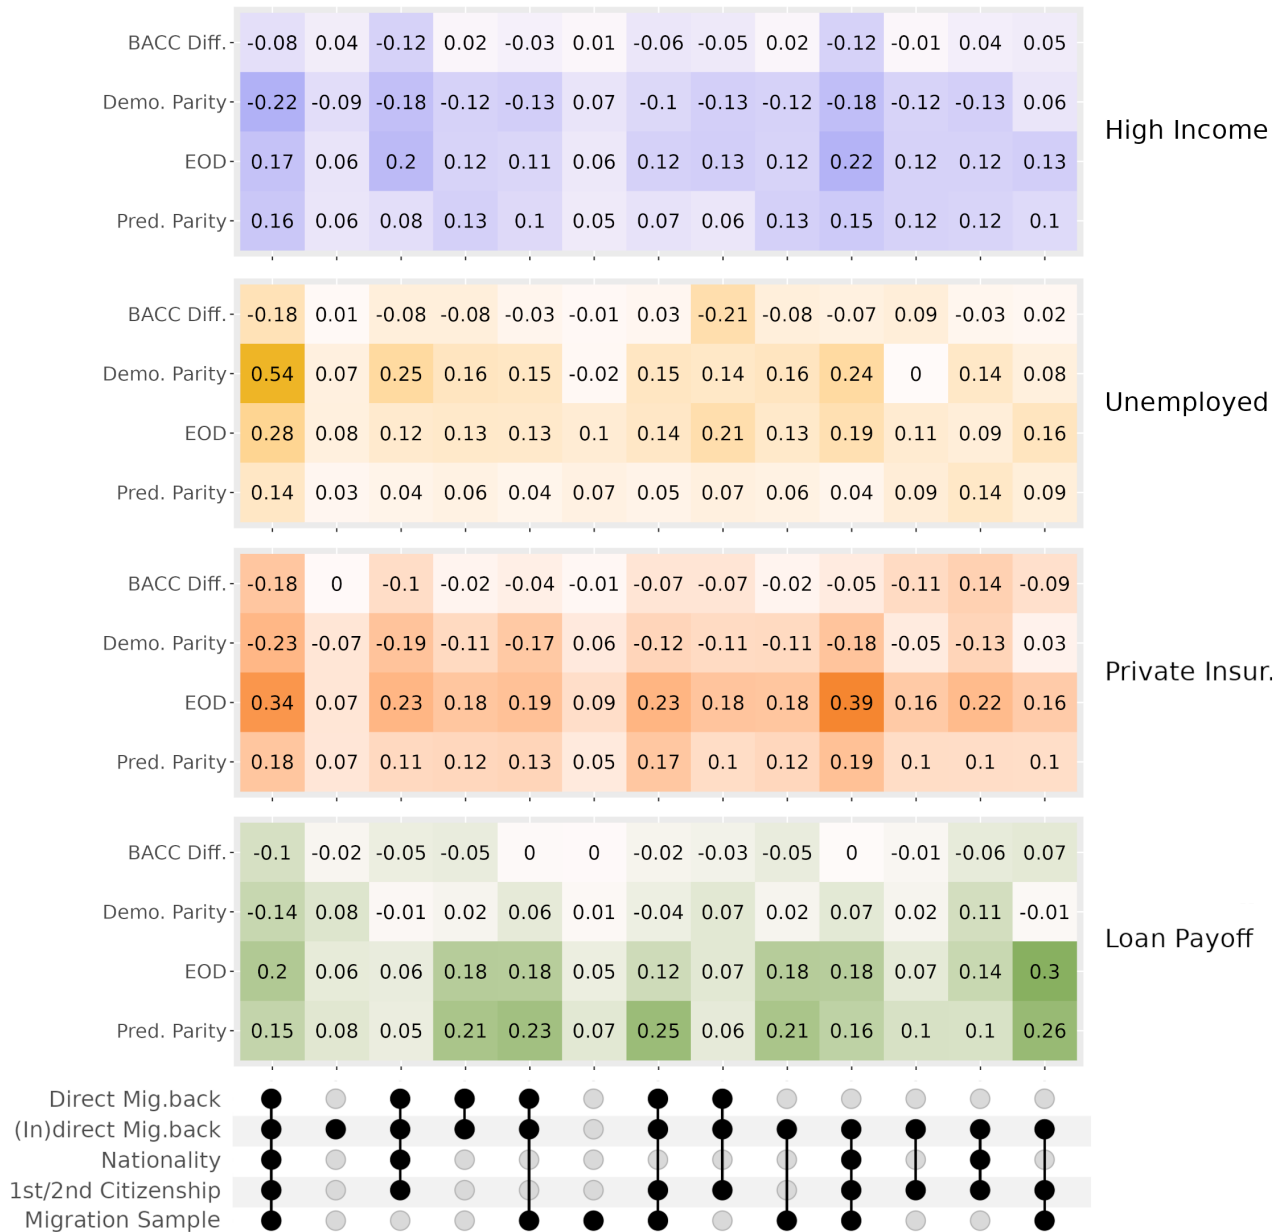 BACC Diff. -0.08 0.04 -0.12 0.02 -0.03 0.01 -0.06 -0.05 0.02 -0.12 -0.01 0.04 0.05
Demo. Parity -0.22 -0.09 -0.18 -0.12 -0.13 0.07 -0.1 -0.13 -0.12 -0.18 -0.12 -0.13 0.06
High Income
EOD 0.17 0.06 0.2 0.12 0.11 0.06 0.12 0.13 0.12 0.22 0.12 0.12 0.13
Pred. Parity 0.16 0.06 0.08 0.13 0.1 0.05 0.07 0.06 0.13 0.15 0.12 0.12 0.1
BACC Diff. -0.18 0.01 -0.08 -0.08 -0.03 -0.01 0.03 -0.21 -0.08 -0.07 0.09 -0.03 0.02
Demo. Parity 0.54 0.07 0.25 0.16 0.15 -0.02 0.15 0.14 0.16 0.24 0 0.14 0.08
Unemployed
EOD 0.28 0.08 0.12 0.13 0.13 0.1 0.14 0.21 0.13 0.19 0.11 0.09 0.16
Pred. Parity 0.14 0.03 0.04 0.06 0.04 0.07 0.05 0.07 0.06 0.04 0.09 0.14 0.09
BACC Diff. -0.18 0 -0.1 -0.02 -0.04 -0.01 -0.07 -0.07 -0.02 -0.05 -0.11 0.14 -0.09
Demo. Parity -0.23 -0.07 -0.19 -0.11 -0.17 0.06 -0.12 -0.11 -0.11 -0.18 -0.05 -0.13 0.03
Private Insur.
EOD 0.34 0.07 0.23 0.18 0.19 0.09 0.23 0.18 0.18 0.39 0.16 0.22 0.16
Pred. Parity 0.18 0.07 0.11 0.12 0.13 0.05 0.17 0.1 0.12 0.19 0.1 0.1 0.1
BACC Diff. -0.1 -0.02 -0.05 -0.05 0 0 -0.02 -0.03 -0.05 0 -0.01 -0.06 0.07
Demo. Parity -0.14 0.08 -0.01 0.02 0.06 0.01 -0.04 0.07 0.02 0.07 0.02 0.11 -0.01
Loan Payoff
EOD 0.2 0.06 0.06 0.18 0.18 0.05 0.12 0.07 0.18 0.18 0.07 0.14 0.3
Pred. Parity 0.15 0.08 0.05 0.21 0.23 0.07 0.25 0.06 0.21 0.16 0.1 0.1 0.26
Direct Mig.back
(In)direct Mig.back
Nationality
1st/2nd Citizenship
Migration Sample